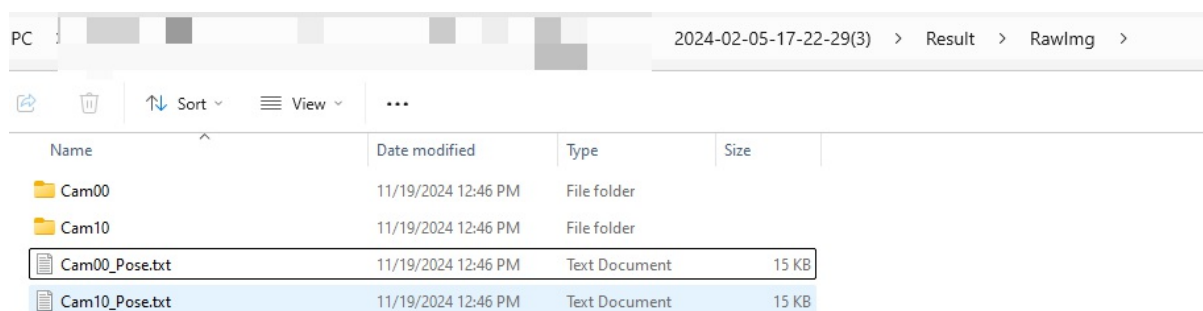 PC 2024-02-05-17-22-29(3) > Result > RawImg >
Sort View ...
Name Date modified Type Size
Cam00 11/19/2024 12:46 PM File folder
Cam10 11/19/2024 12:46 PM File folder
Cam00_Pose.txt 11/19/2024 12:46 PM Text Document 15 KB
Cam10_Pose.txt 11/19/2024 12:46 PM Text Document 15 KB